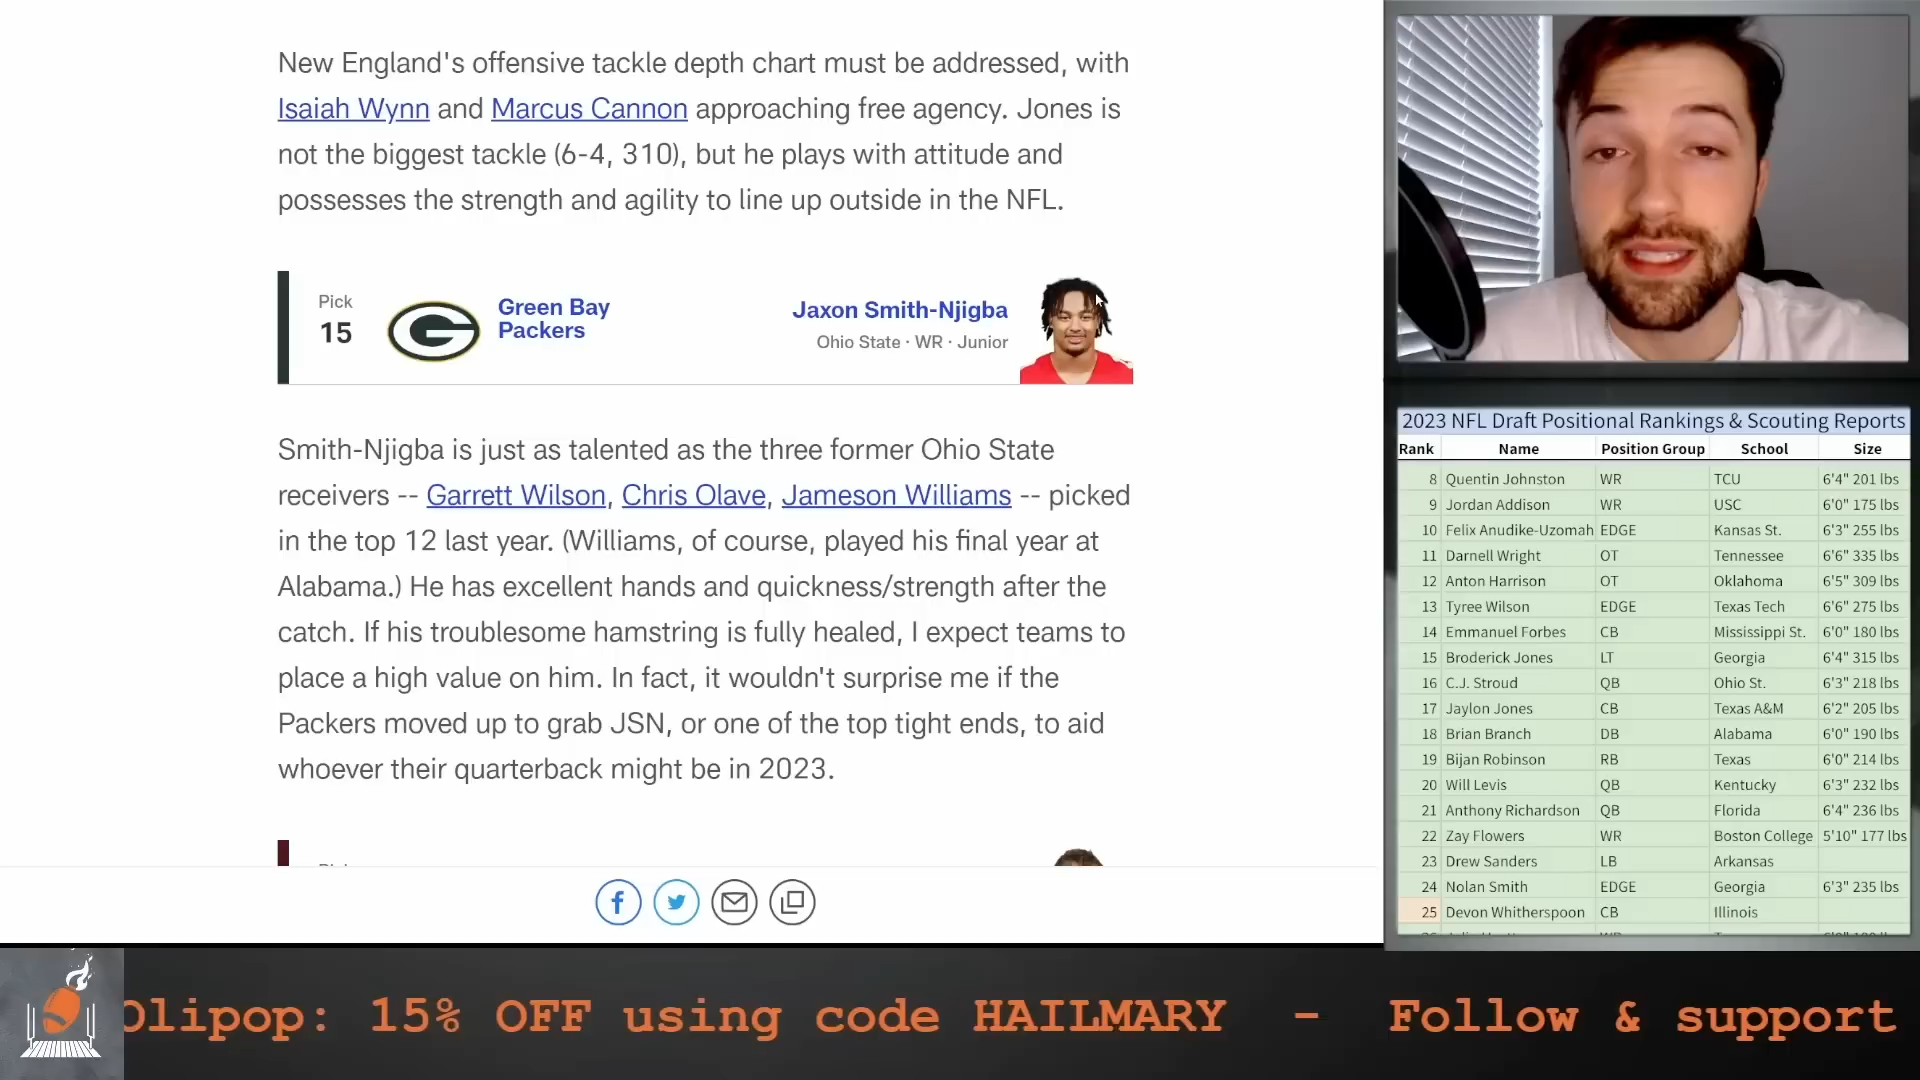 New England's offensive tackle depth chart must be addressed, with
Isaiah Wynn and Marcus Cannon approaching free agency. Jones is
not the biggest tackle (6-4, 310), but he plays with attitude and
possesses the strength and agility to line up outside in the NFL.
Pick
15
Green Bay
Packers
Jaxon Smith-Njigba
Ohio State · WR · Junior
Smith-Njigba is just as talented as the three former Ohio State
receivers -- Garrett Wilson, Chris Olave, Jameson Williams -- picked
in the top 12 last year. (Williams, of course, played his final year at
Alabama.) He has excellent hands and quickness/strength after the
catch. If his troublesome hamstring is fully healed, I expect teams to
place a high value on him. In fact, it wouldn't surprise me if the
Packers moved up to grab JSN, or one of the top tight ends, to aid
whoever their quarterback might be in 2023.
2023 NFL Draft Positional Rankings & Scouting Reports
Rank Name Position Group School Size
8 Quentin Johnston WR TCU 6'4" 201 lbs
9 Jordan Addison WR USC 6'0" 175 lbs
10 Felix Anudike-Uzomah EDGE Kansas St. 6'3" 255 lbs
11 Darnell Wright OT Tennessee 6'6" 335 lbs
12 Anton Harrison OT Oklahoma 6'5" 309 lbs
13 Tyree Wilson EDGE Texas Tech 6'6" 275 lbs
14 Emmanuel Forbes CB Mississippi St. 6'0" 180 lbs
15 Broderick Jones LT Georgia 6'4" 315 lbs
16 C.J. Stroud QB Ohio St. 6'3" 218 lbs
17 Jaylon Jones CB Texas A&M 6'2" 205 lbs
18 Brian Branch DB Alabama 6'0" 190 lbs
19 Bijan Robinson RB Texas 6'0" 214 lbs
20 Will Levis QB Kentucky 6'3" 232 lbs
21 Anthony Richardson QB Florida 6'4" 236 lbs
22 Zay Flowers WR Boston College 5'10" 177 lbs
23 Drew Sanders LB Arkansas
24 Nolan Smith EDGE Georgia 6'3" 235 lbs
25 Devon Whitherspoon CB Illinois
Olipop: 15% OFF using code HAILMARY - Follow & support